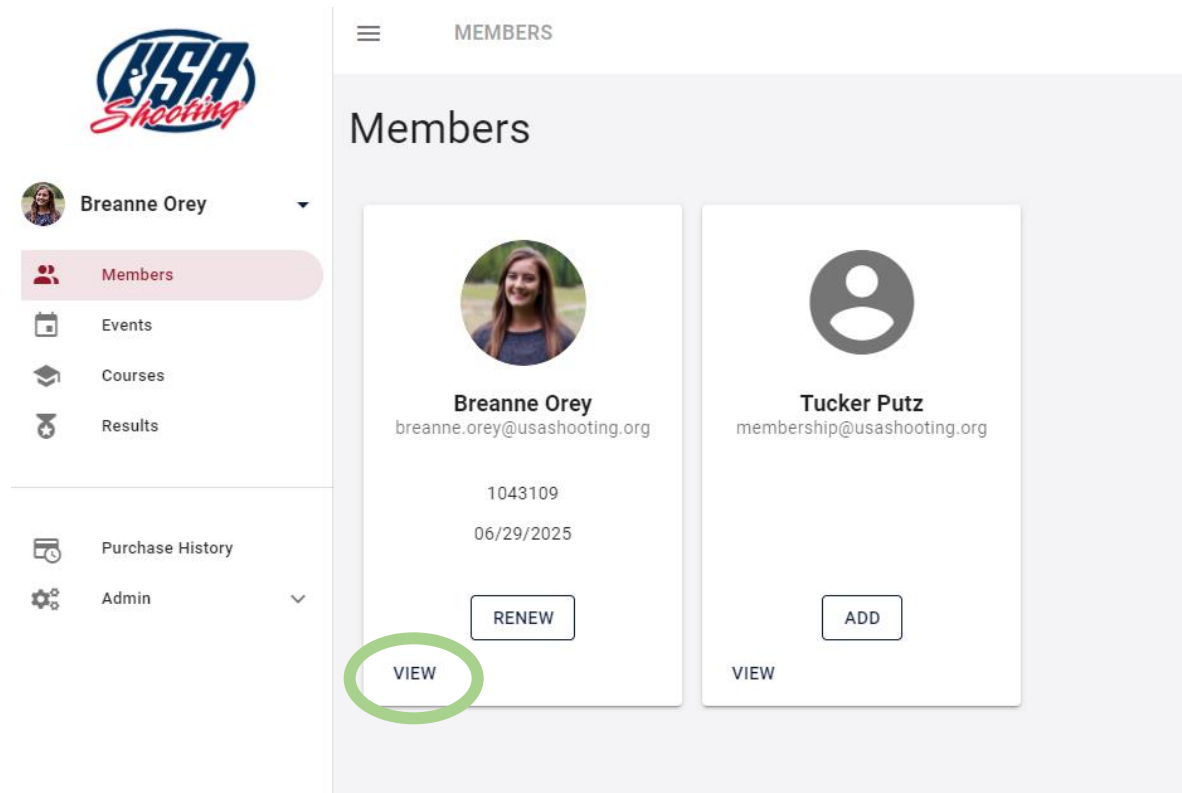 USA
Shooting
Breanne Orey
Members
Events
Courses
Results
Purchase History
Admin
MEMBERS
Members
Breanne Orey
breanne.orey@usashooting.org
1043109
06/29/2025
RENEW
VIEW
Tucker Putz
membership@usashooting.org
ADD
VIEW